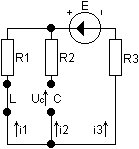 + E -
R1 R2 R3
L Uc C
i1 i2 i3